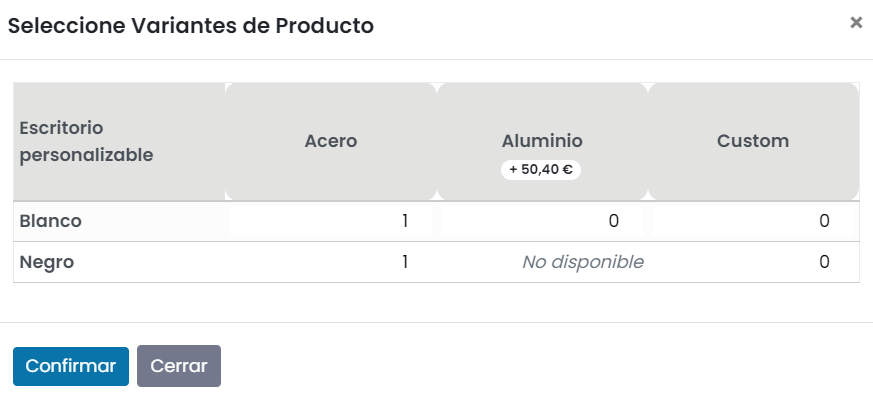 Seleccione Variantes de Producto ×
Escritorio
personalizable
Acero
Aluminio
+ 50,40 €
Custom
Blanco 1 0 0
Negro 1 No disponible 0
Confirmar Cerrar